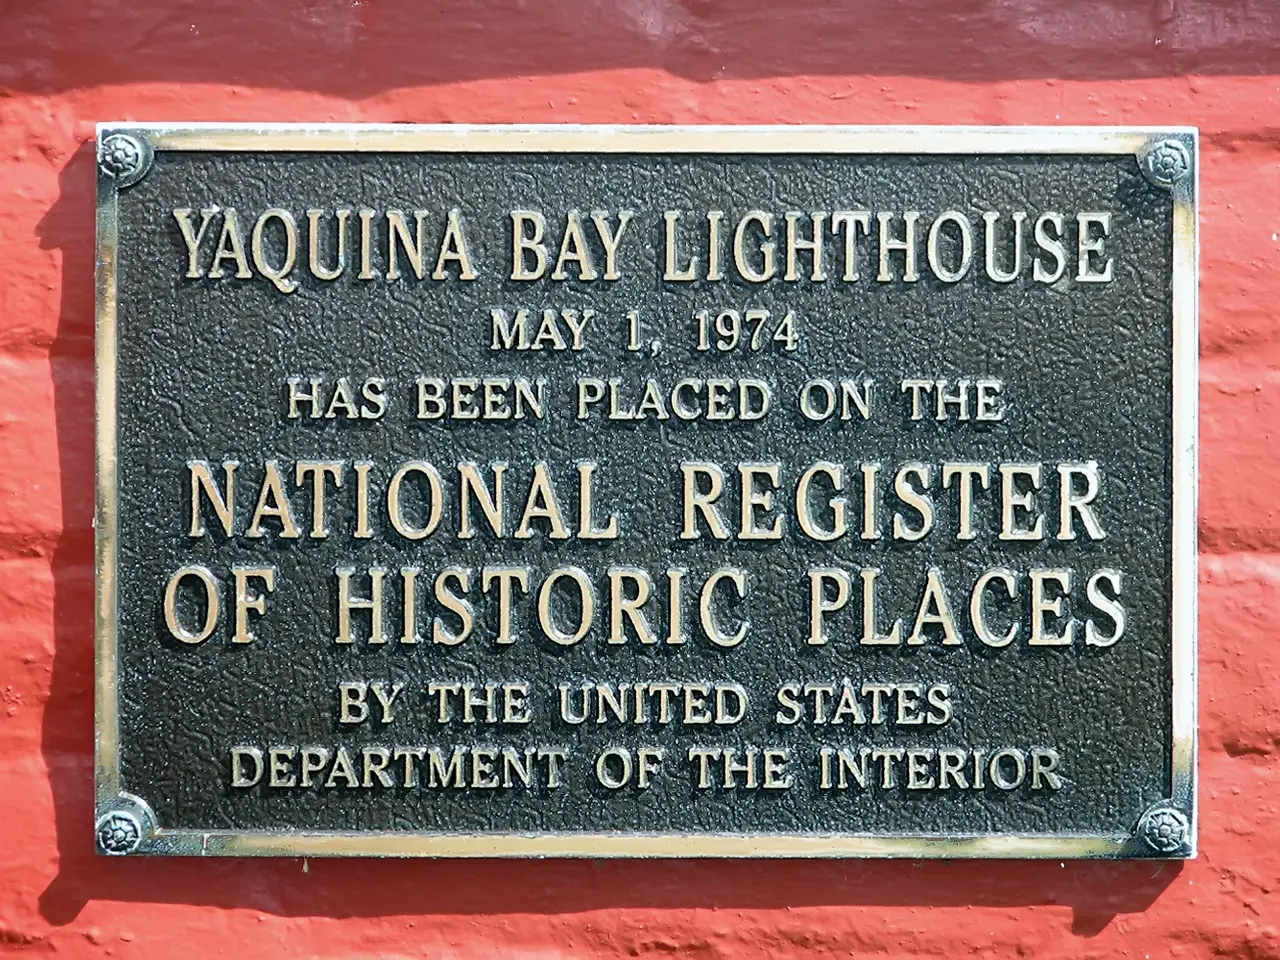 YAQUINA BAY LIGHTHOUSE
MAY 1, 1974
HAS BEEN PLACED ON THE
NATIONAL REGISTER
OF HISTORIC PLACES
BY THE UNITED STATES
DEPARTMENT OF THE INTERIOR